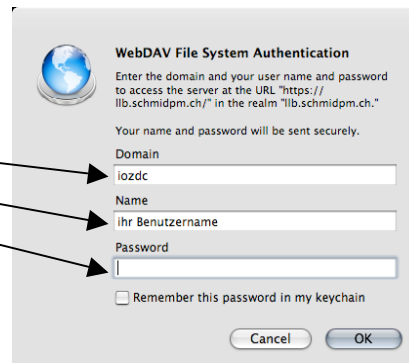 WebDAV File System Authentication
Enter the domain and your user name and password
to access the server at the URL "https://
llb.schmidpm.ch/" in the realm "llb.schmidpm.ch."
Your name and password will be sent securely.
Domain
iozdc
Name
ihr Benutzername
Password
Remember this password in my keychain
Cancel OK